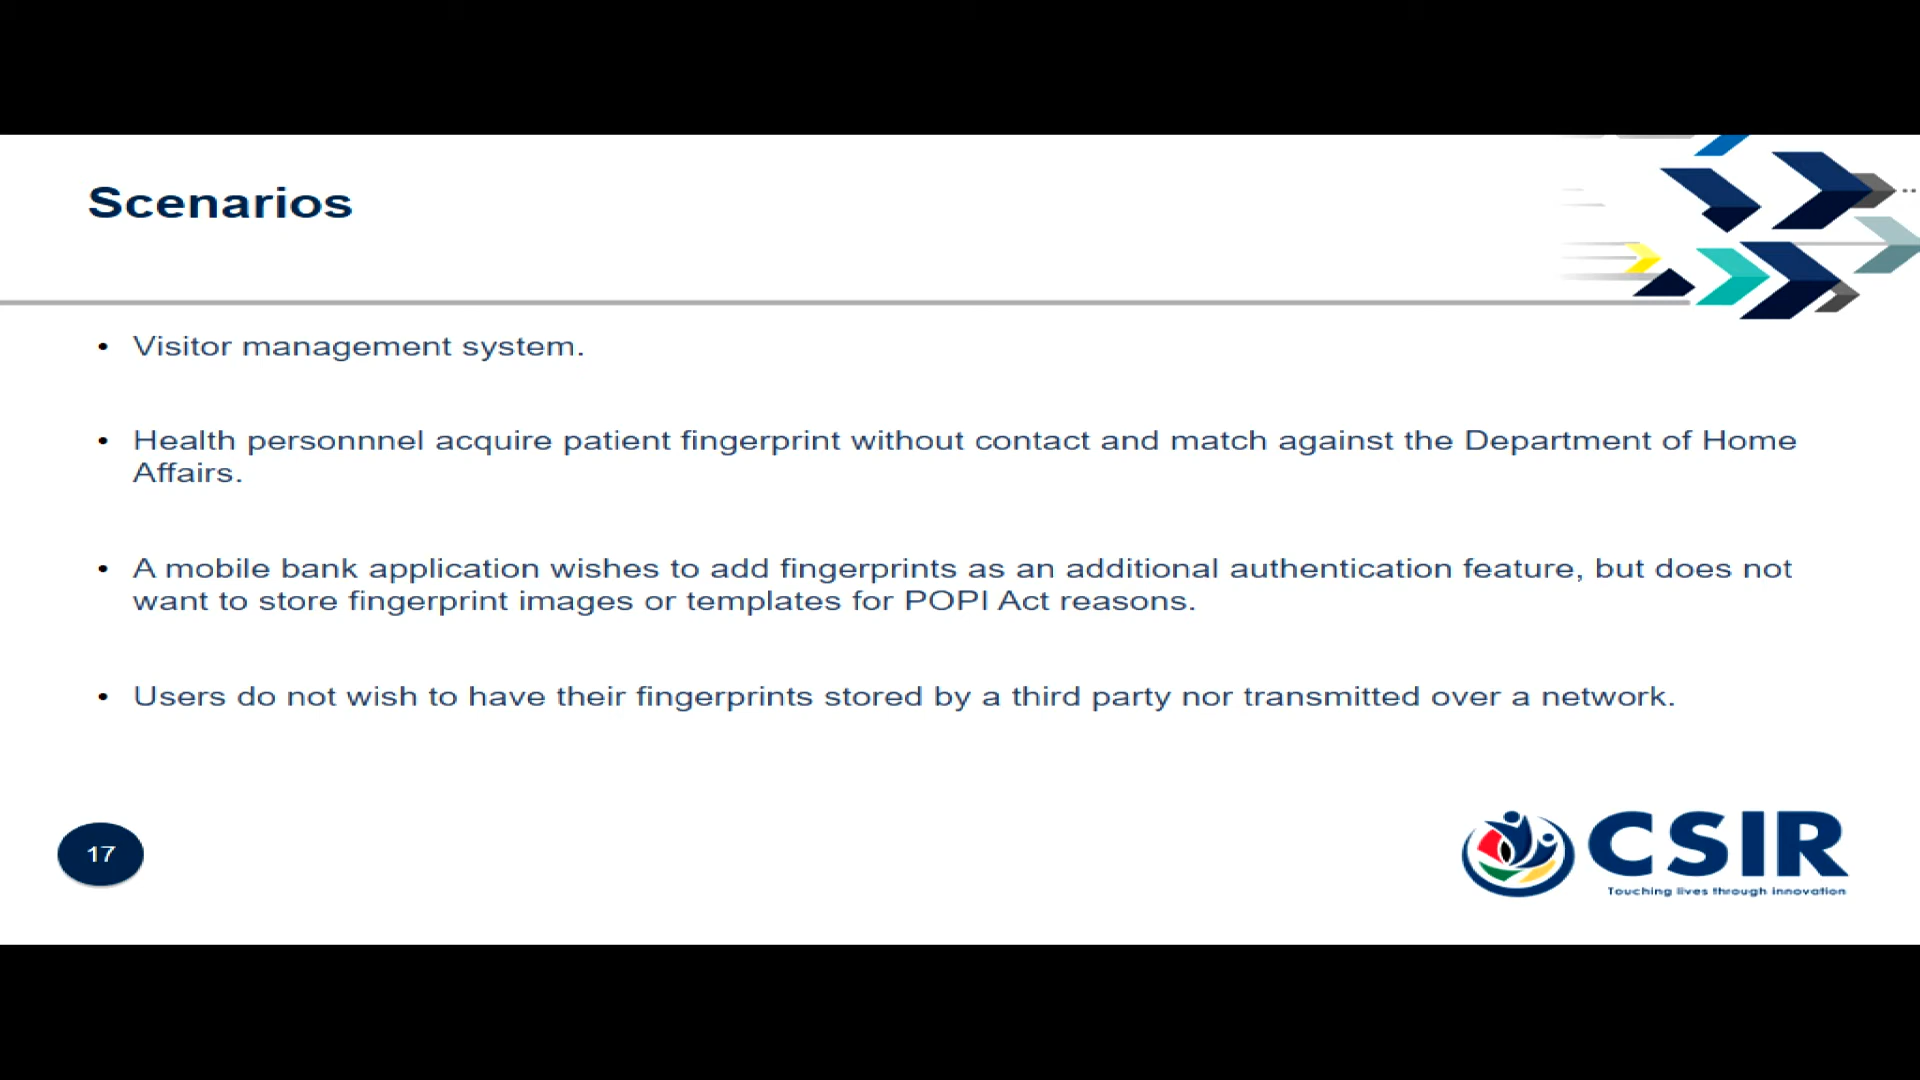 Scenarios
• Visitor management system.
• Health personnnel acquire patient fingerprint without contact and match against the Department of Home
Affairs.
• A mobile bank application wishes to add fingerprints as an additional authentication feature, but does not
want to store fingerprint images or templates for POPI Act reasons.
• Users do not wish to have their fingerprints stored by a third party nor transmitted over a network.
17
CSIR
Touching lives through innovation